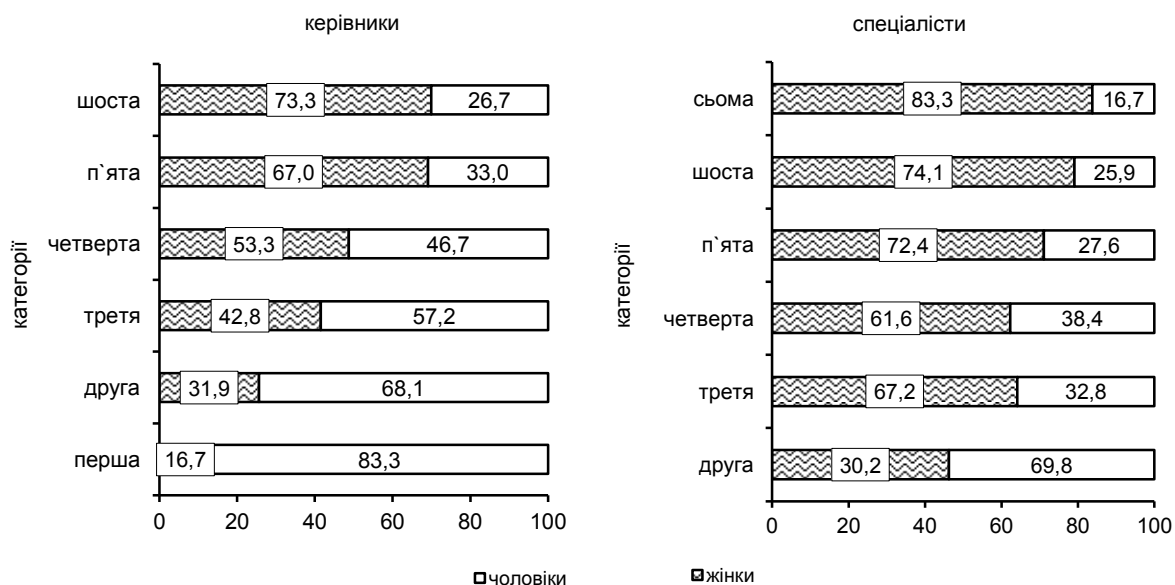 керівники
категорії
шоста 73,3 26,7
п`ята 67,0 33,0
четверта 53,3 46,7
третя 42,8 57,2
друга 31,9 68,1
перша 16,7 83,3
0 20 40 60 80 100
спеціалісти
категорії
сьома 83,3 16,7
шоста 74,1 25,9
п`ята 72,4 27,6
четверта 61,6 38,4
третя 67,2 32,8
друга 30,2 69,8
0 20 40 60 80 100
чоловіки жінки